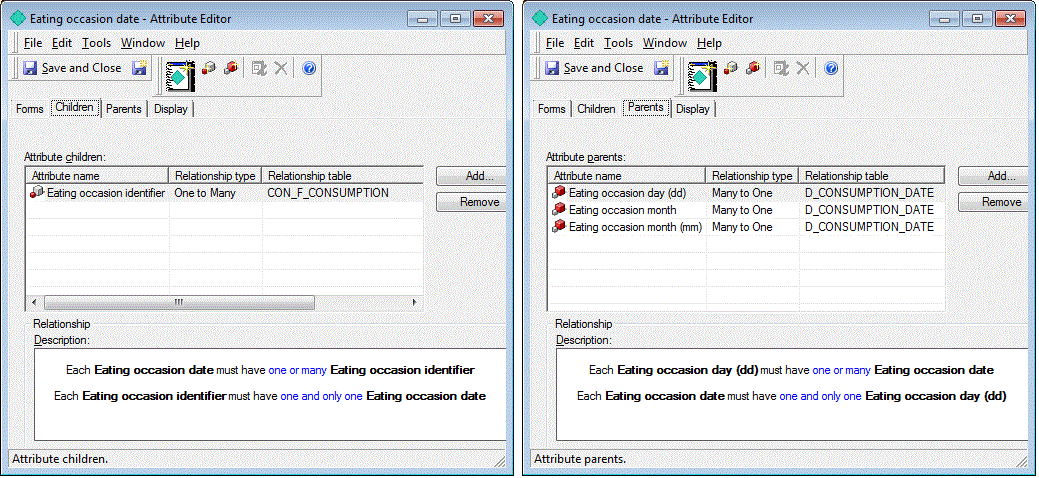 Eating occasion date - Attribute Editor
File Edit Tools Window Help
Save and Close
Forms Children Parents Display
Attribute children:
Attribute name Relationship type Relationship table
Eating occasion identifier One to Many CON_F_CONSUMPTION
Add...
Remove
Relationship
Description:
Each Eating occasion date must have one or many Eating occasion identifier
Each Eating occasion identifier must have one and only one Eating occasion date
Attribute children.
Eating occasion date - Attribute Editor
File Edit Tools Window Help
Save and Close
Forms Children Parents Display
Attribute parents:
Attribute name Relationship type Relationship table
Eating occasion day (dd) Many to One D_CONSUMPTION_DATE
Eating occasion month Many to One D_CONSUMPTION_DATE
Eating occasion month (mm) Many to One D_CONSUMPTION_DATE
Add...
Remove
Relationship
Description:
Each Eating occasion day (dd) must have one or many Eating occasion date
Each Eating occasion date must have one and only one Eating occasion day (dd)
Attribute parents.